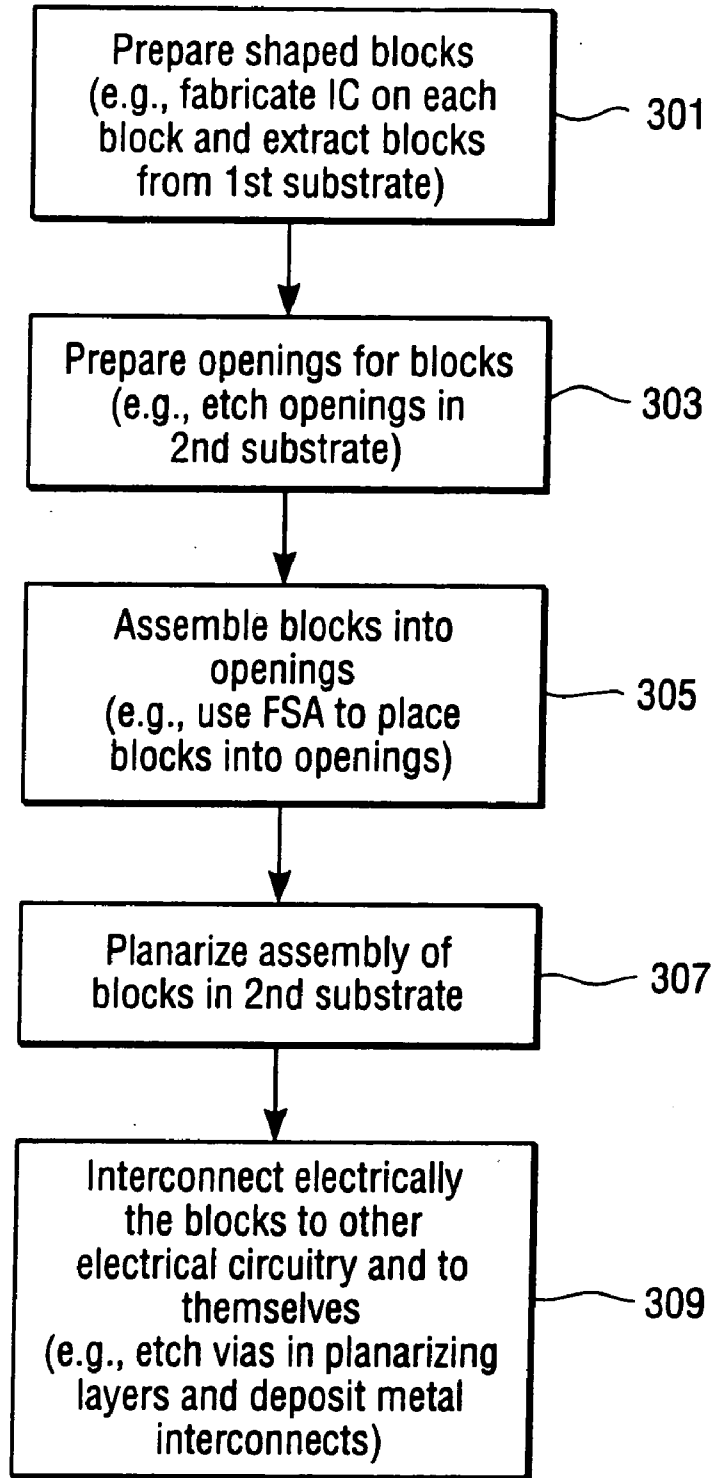 Prepare shaped blocks
(e.g., fabricate IC on each
block and extract blocks
from 1st substrate)
301
Prepare openings for blocks
(e.g., etch openings in
2nd substrate)
303
Assemble blocks into
openings
(e.g., use FSA to place
blocks into openings)
305
Planarize assembly of
blocks in 2nd substrate
307
Interconnect electrically
the blocks to other
electrical circuitry and to
themselves
(e.g., etch vias in planarizing
layers and deposit metal
interconnects)
309